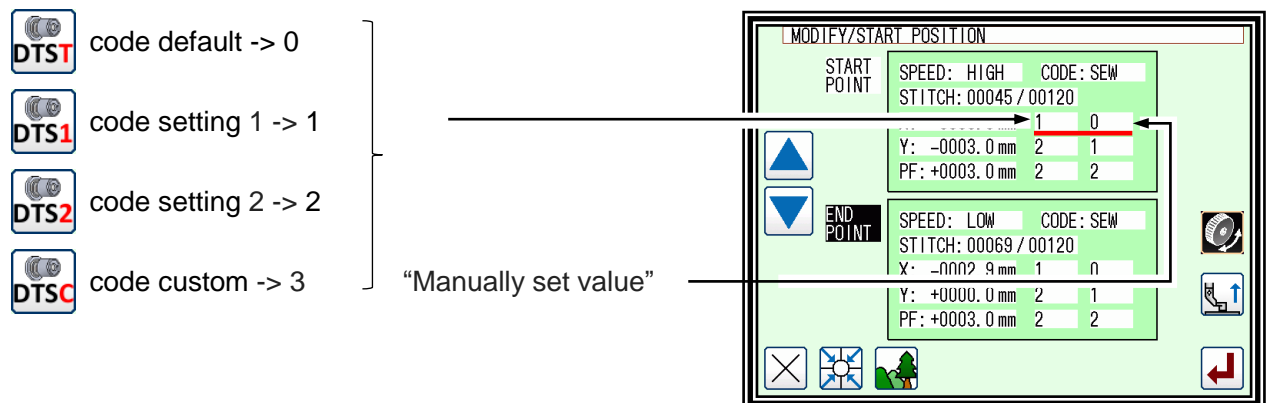 DTST code default -> 0
DTS1 code setting 1 -> 1
DTS2 code setting 2 -> 2
DTSC code custom -> 3
“Manually set value”
MODIFY/START POSITION
START
POINT
SPEED: HIGH CODE: SEW
STITCH: 00045 / 00120
1 0
Y: -0003. 0 mm 2 1
PF: +0003. 0 mm 2 2
END
POINT
SPEED: LOW CODE: SEW
STITCH: 00069 / 00120
X: -0002. 9 mm 1 0
Y: +0000. 0 mm 2 1
PF: +0003. 0 mm 2 2